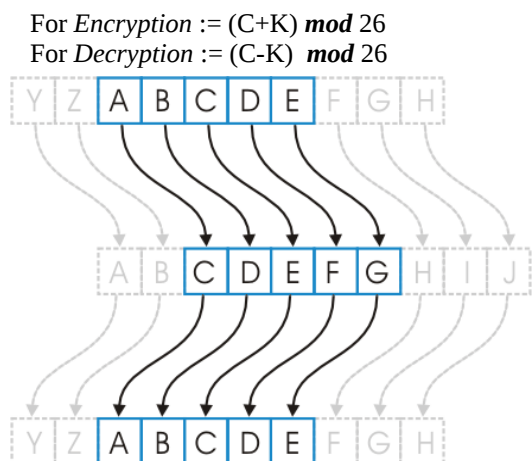 For Encryption := (C+K) mod 26
For Decryption := (C-K) mod 26
Y Z A B C D E F G H
A B C D E F G H I J
Y Z A B C D E F G H